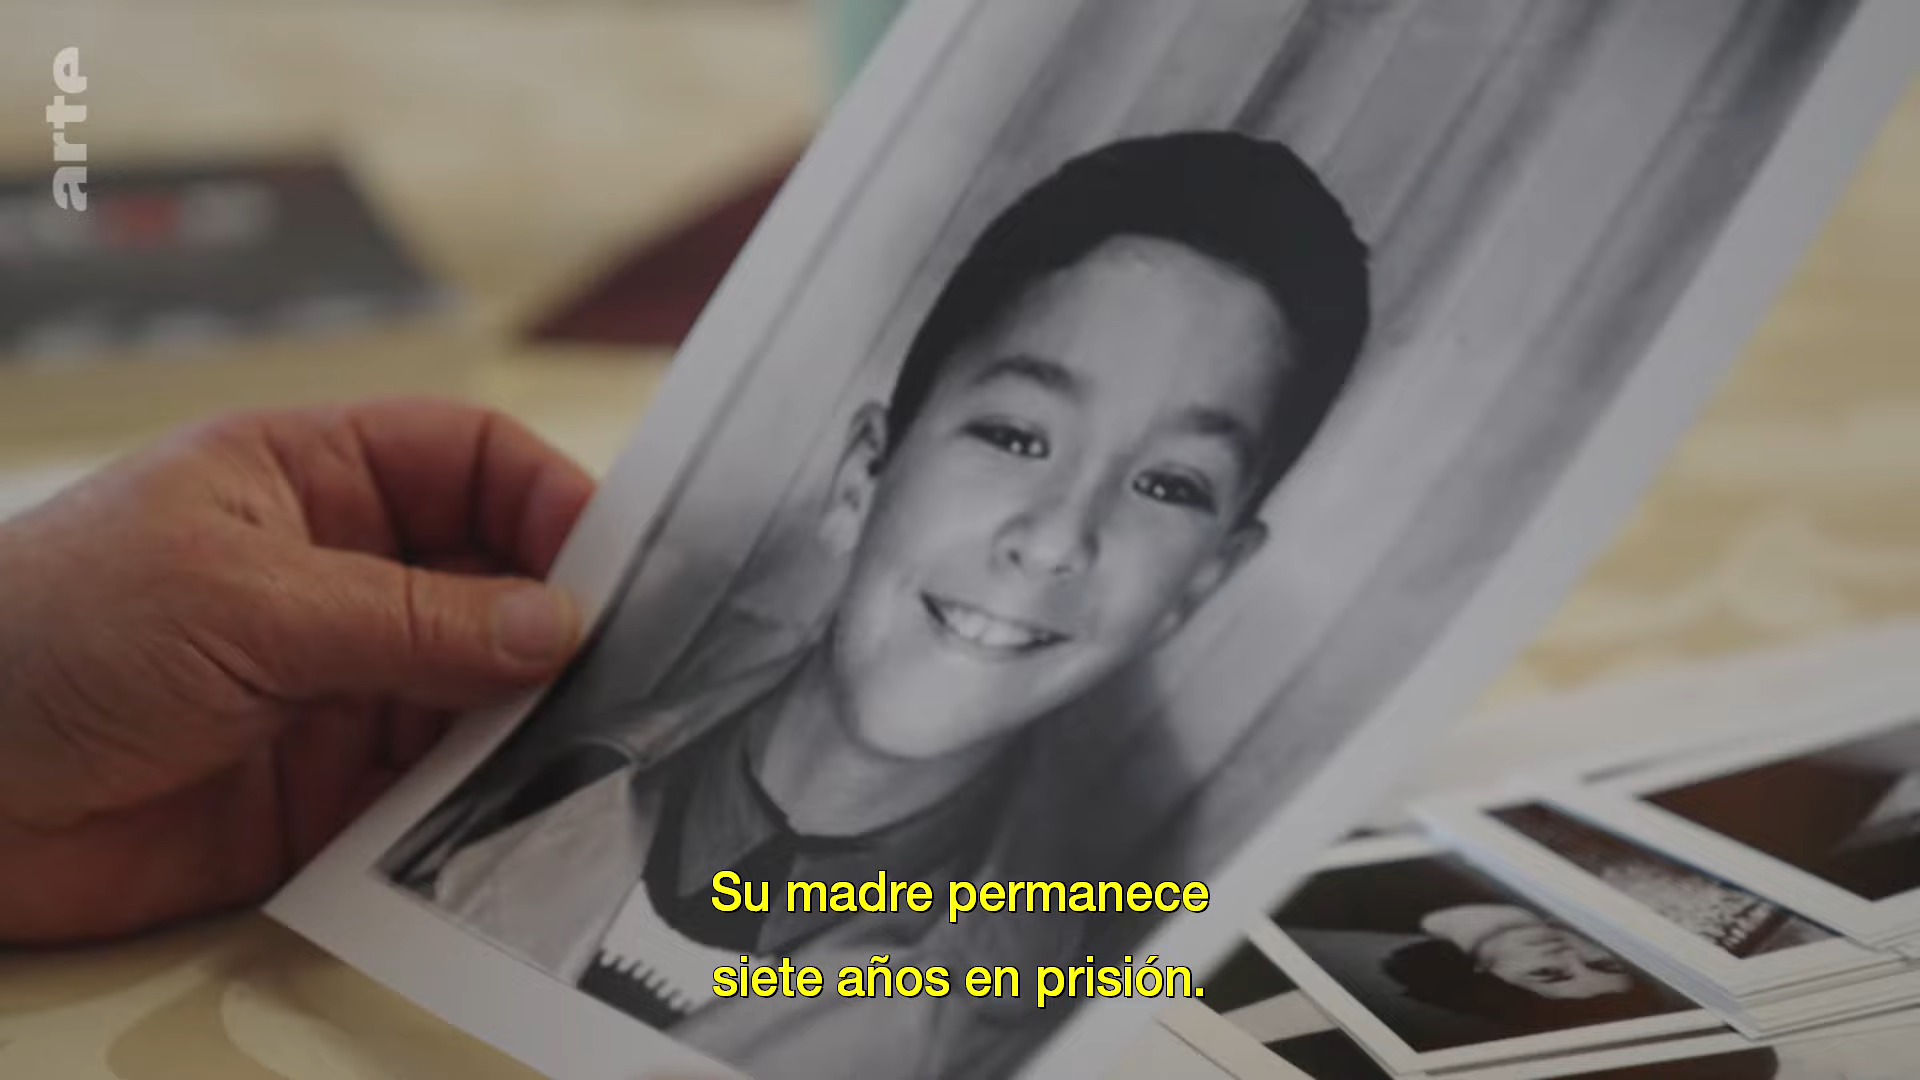 arte
Su madre permanece
siete años en prisión.